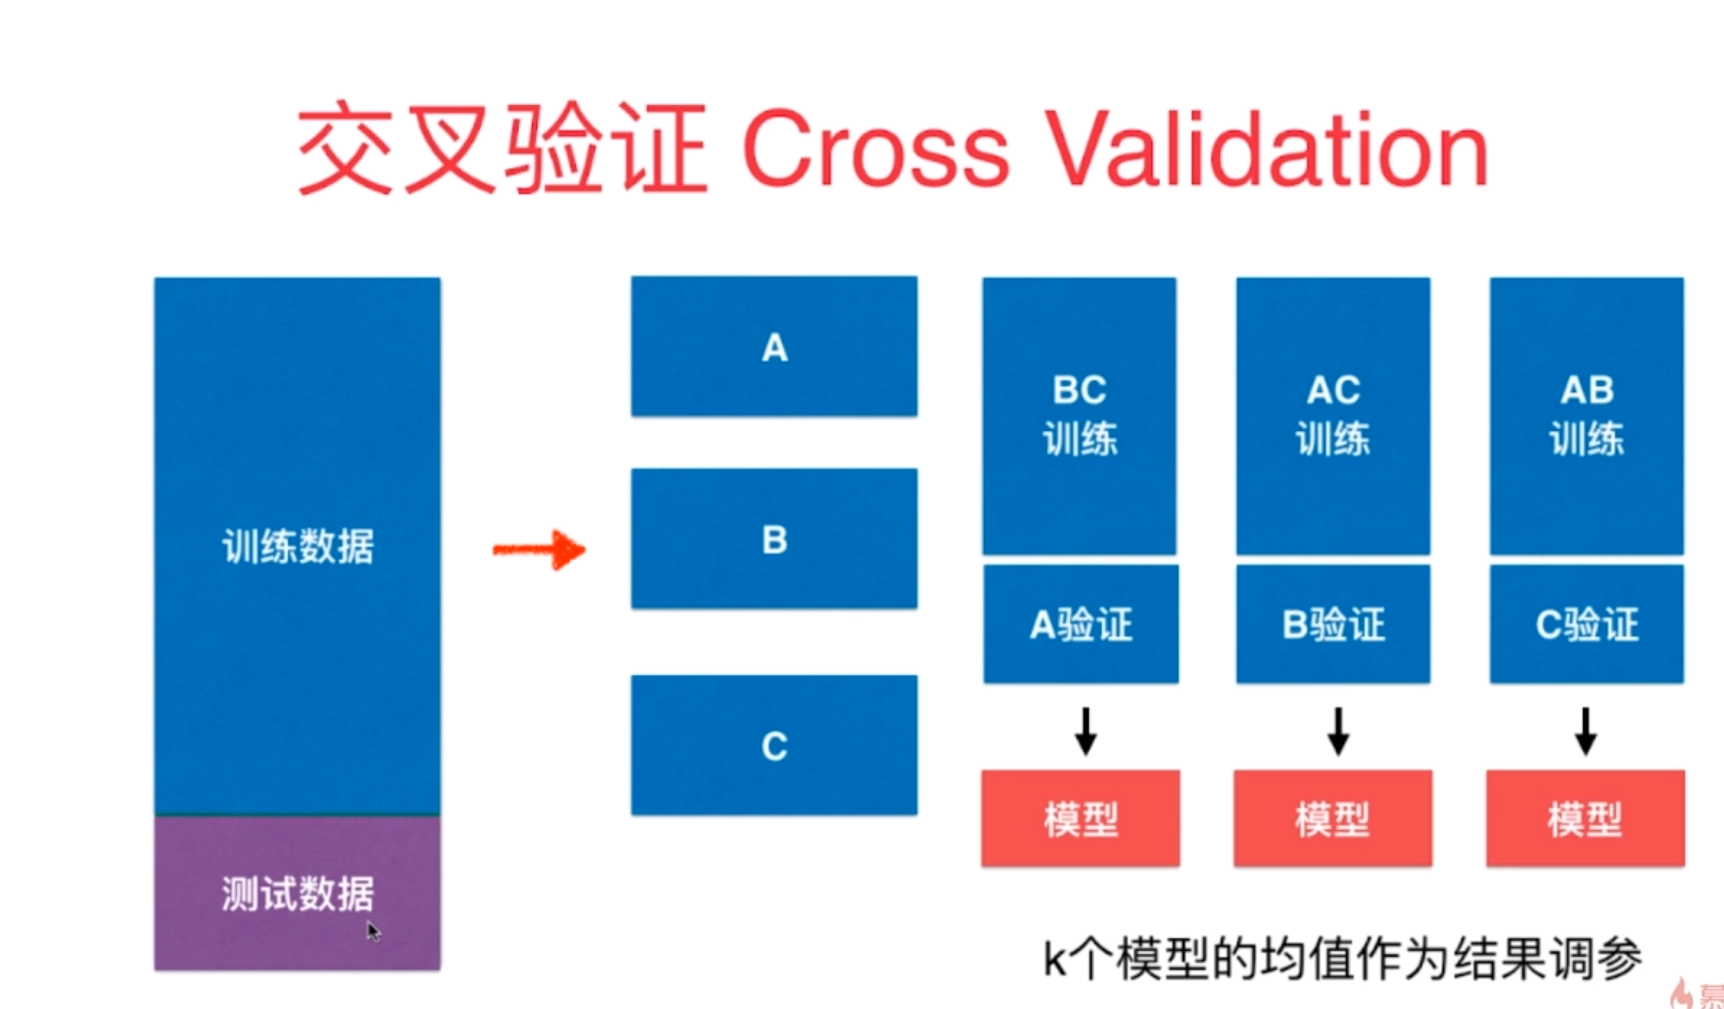 交叉验证 Cross Validation
训练数据
测试数据
A
B
C
BC
训练
A验证
模型
AC
训练
B验证
模型
AB
训练
C验证
模型
k个模型的均值作为结果调参
慕